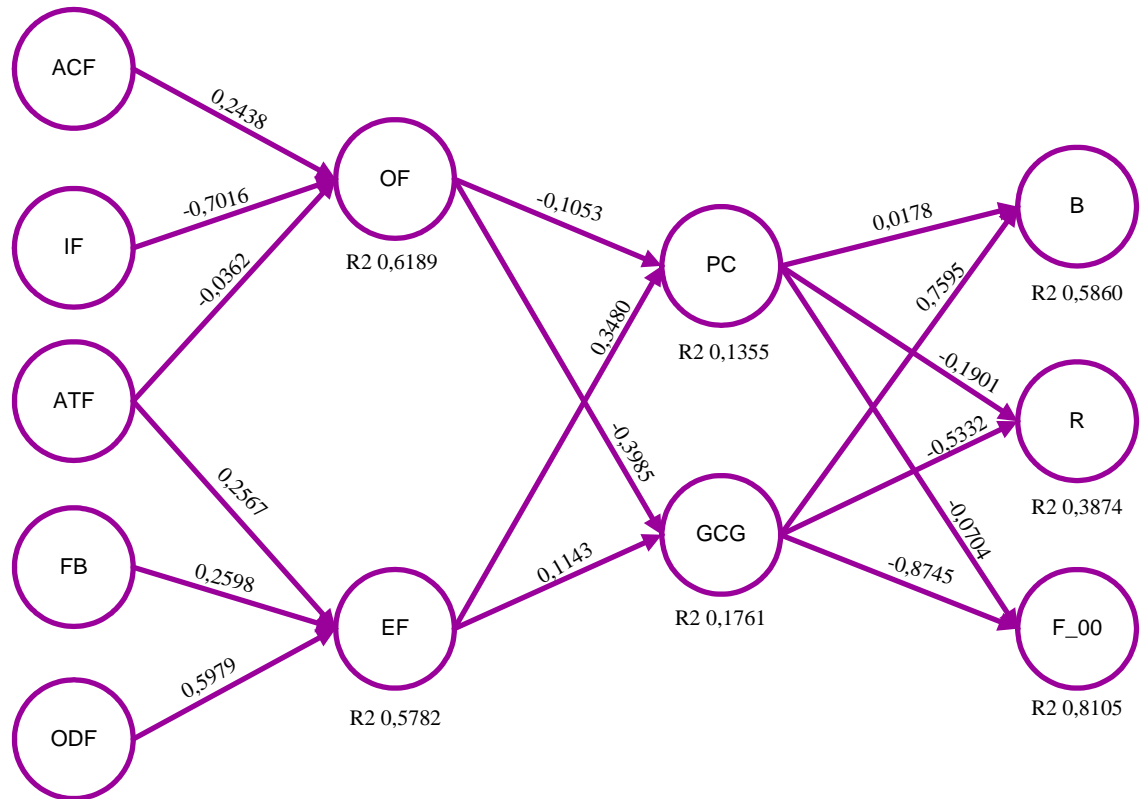 ACF
0,2438
OF
R2 0,6189
IF
-0,7016
-0,0362
ATF
0,2567
FB
0,2598
EF
R2 0,5782
ODF
0,5979
-0,1053
-0,3985
0,3480
0,1143
PC
R2 0,1355
GCG
R2 0,1761
0,0178
0,7595
-0,1901
-0,5332
-0,0704
-0,8745
B
R2 0,5860
R
R2 0,3874
F_00
R2 0,8105